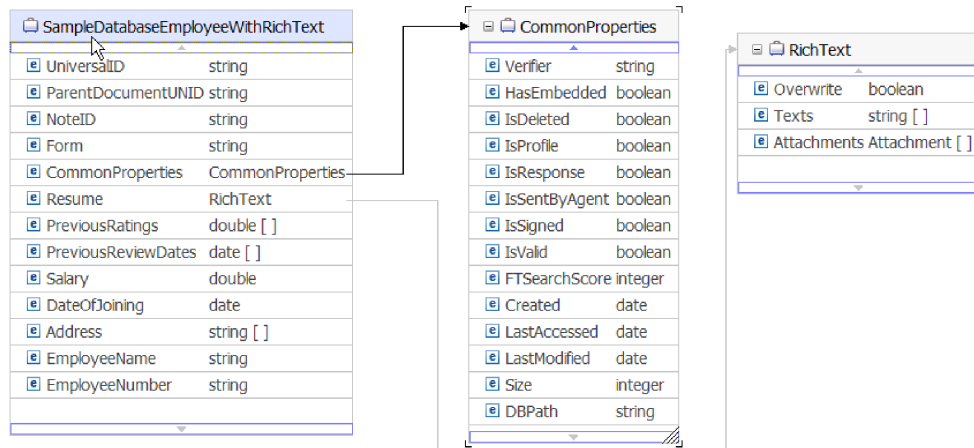 SampleDatabaseEmployeeWithRichText
e UniversalID string
e ParentDocumentUNID string
e NoteID string
e Form string
e CommonProperties CommonProperties
e Resume RichText
e PreviousRatings double [ ]
e PreviousReviewDates date [ ]
e Salary double
e DateOfJoining date
e Address string [ ]
e EmployeeName string
e EmployeeNumber string
CommonProperties
e Verifier string
e HasEmbedded boolean
e IsDeleted boolean
e IsProfile boolean
e IsResponse boolean
e IsSentByAgent boolean
e IsSigned boolean
e IsValid boolean
e FTSearchScore integer
e Created date
e LastAccessed date
e LastModified date
e Size integer
e DBPath string
RichText
e Overwrite boolean
e Texts string [ ]
e Attachments Attachment [ ]